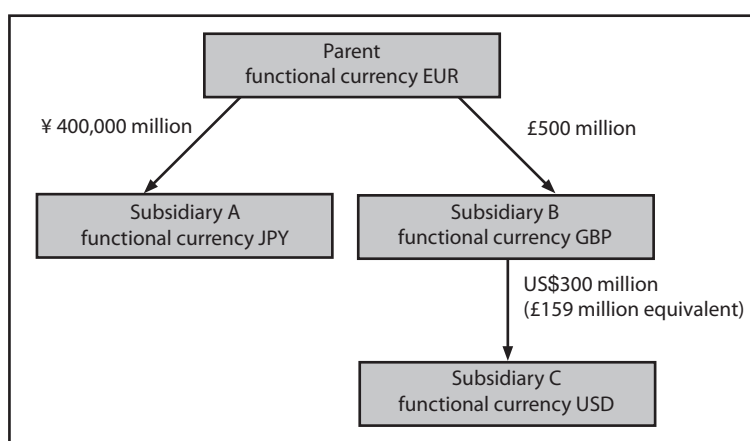 Parent
functional currency EUR
¥ 400,000 million
£500 million
Subsidiary A
functional currency JPY
Subsidiary B
functional currency GBP
US$300 million
(£159 million equivalent)
Subsidiary C
functional currency USD